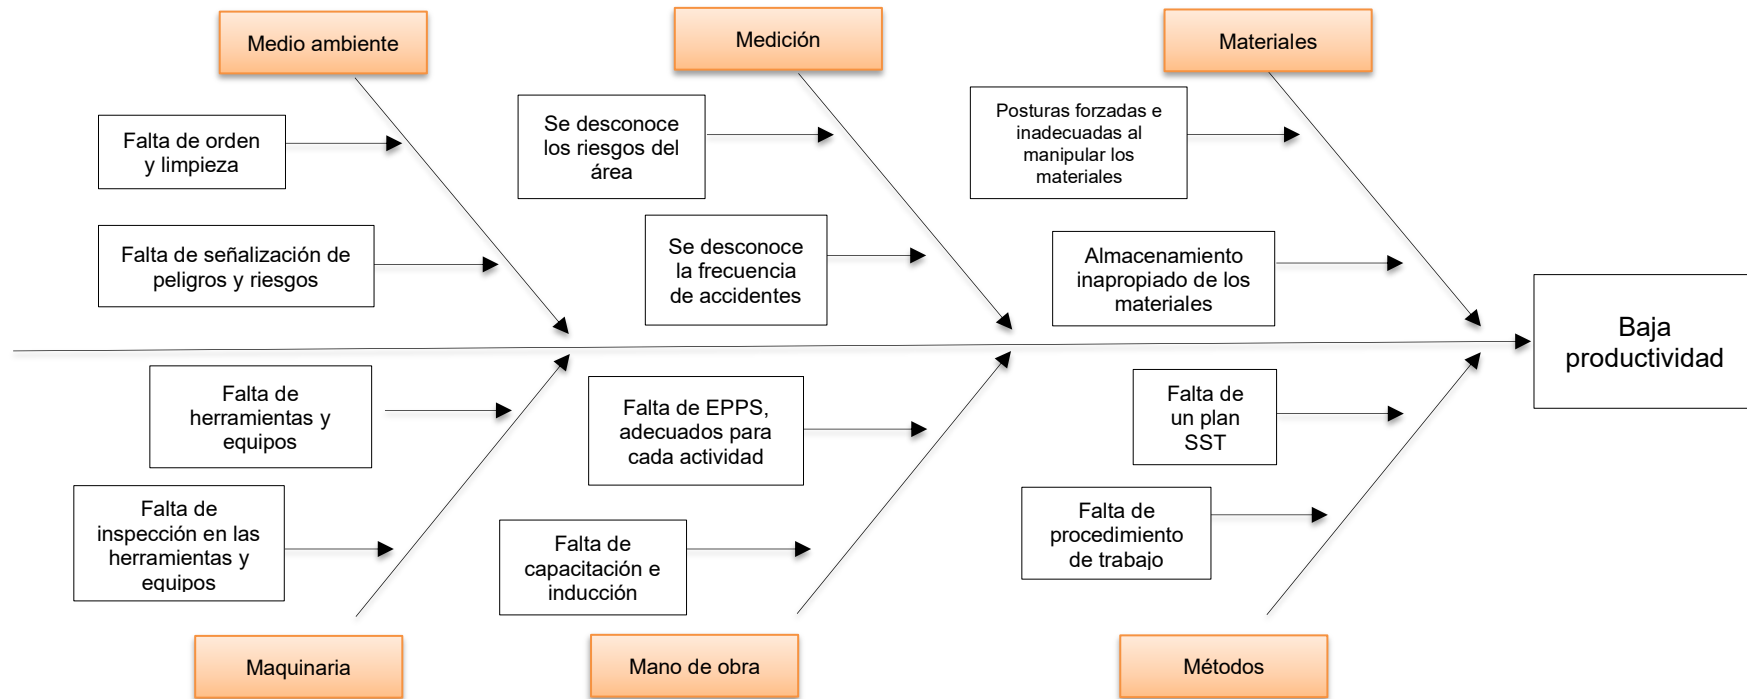 Medio ambiente
Medición
Materiales
Falta de orden
y limpieza
Se desconoce
los riesgos del
área
Posturas forzadas e
inadecuadas al
manipular los
materiales
Falta de señalización de
peligros y riesgos
Se desconoce
la frecuencia
de accidentes
Almacenamiento
inapropiado de los
materiales
Baja
productividad
Falta de
herramientas y
equipos
Falta de EPPS,
adecuados para
cada actividad
Falta de
un plan
SST
Falta de
inspección en las
herramientas y
equipos
Falta de
capacitación e
inducción
Falta de
procedimiento
de trabajo
Maquinaria
Mano de obra
Métodos